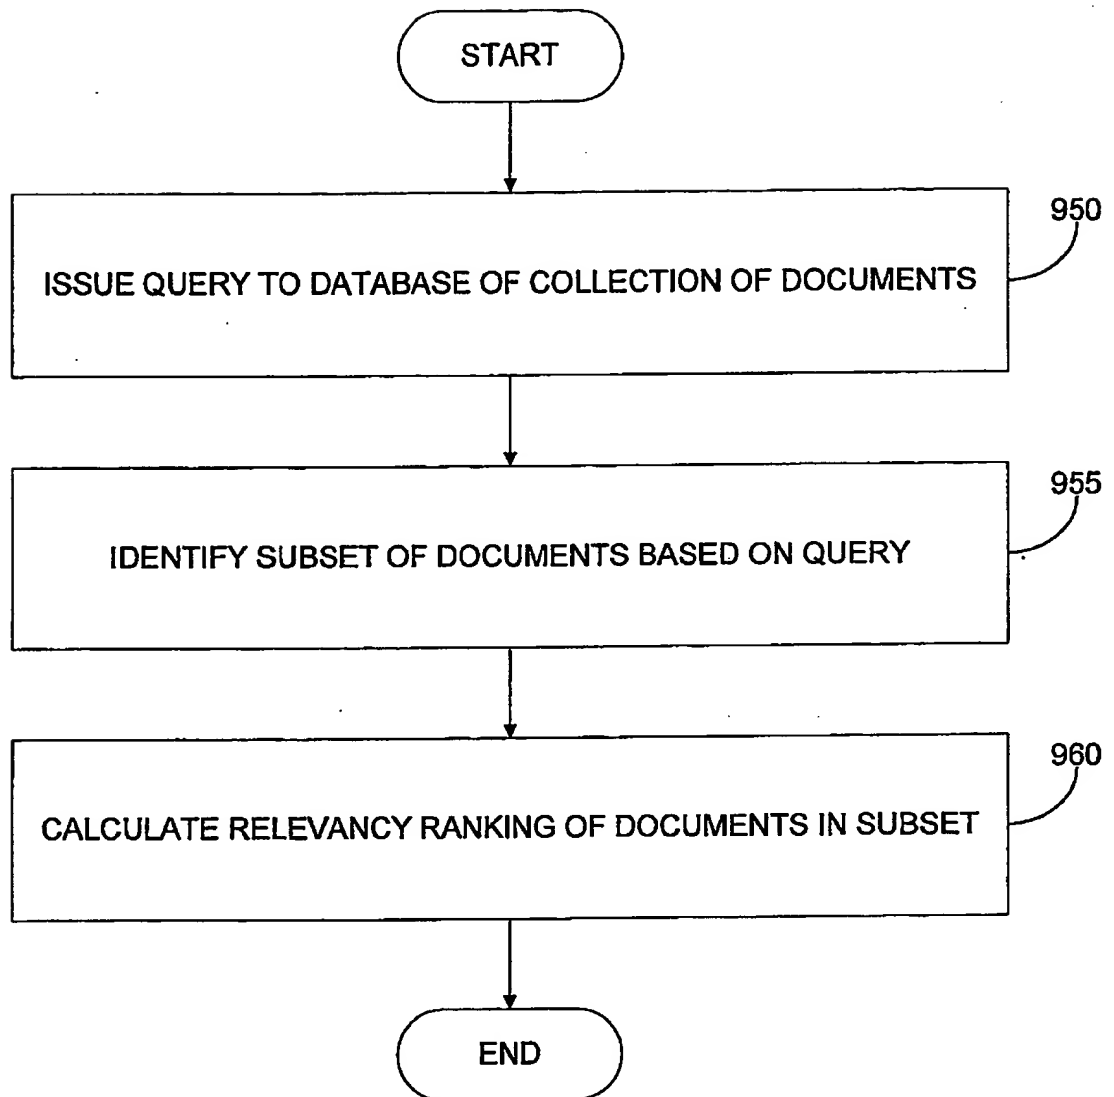 START
950
ISSUE QUERY TO DATABASE OF COLLECTION OF DOCUMENTS
955
IDENTIFY SUBSET OF DOCUMENTS BASED ON QUERY
960
CALCULATE RELEVANCY RANKING OF DOCUMENTS IN SUBSET
END